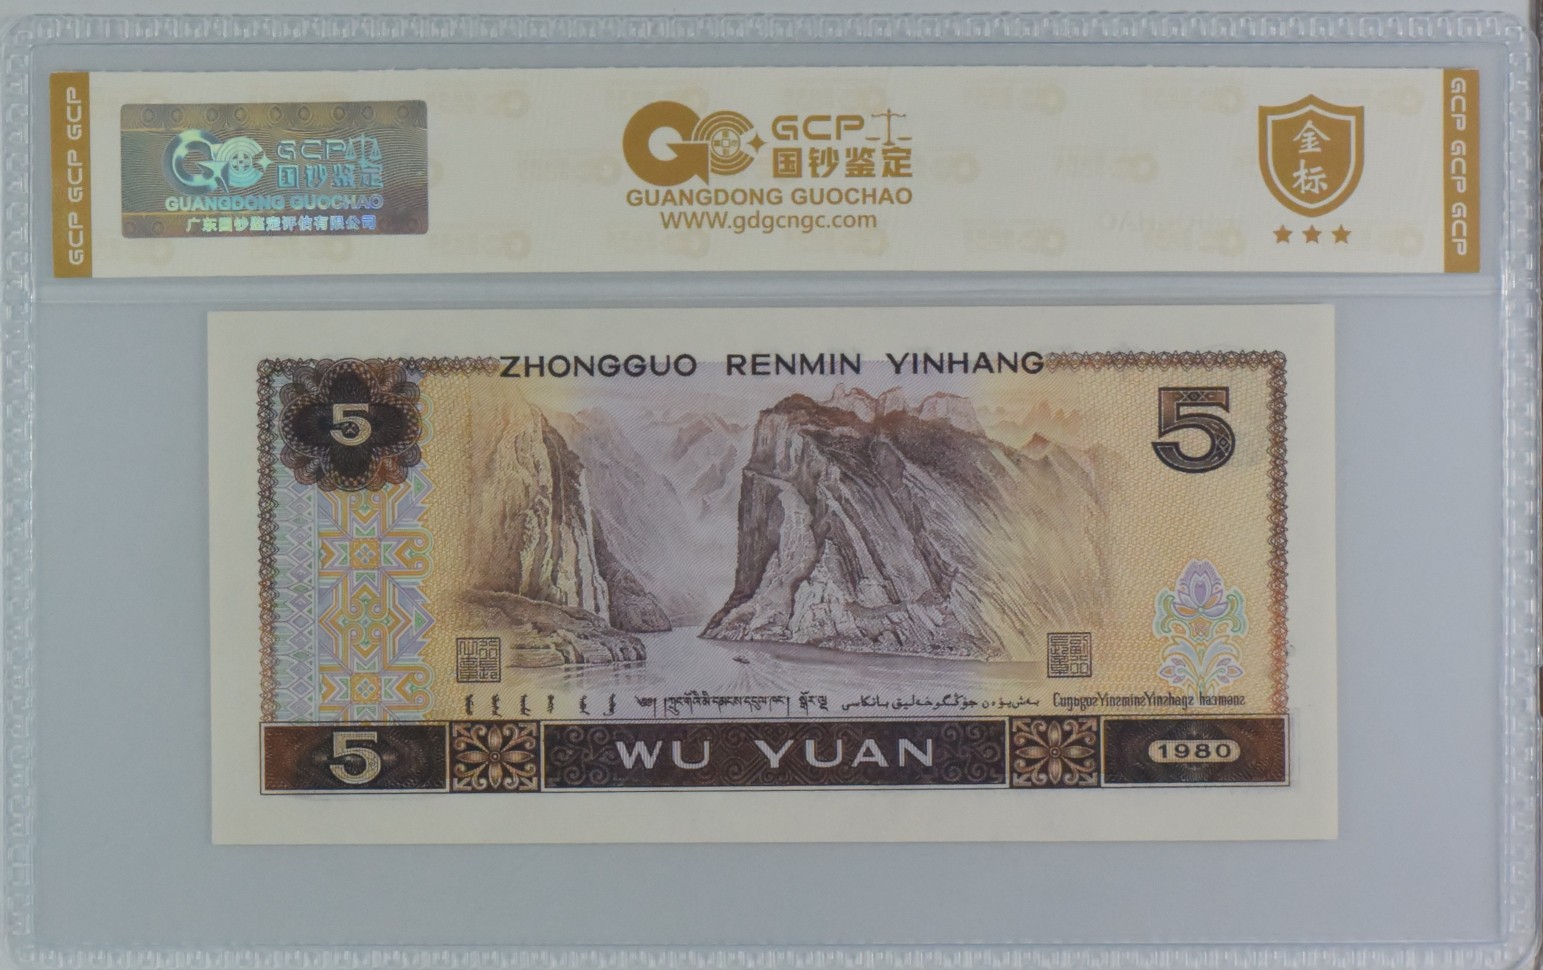 GCP GCP GCP
GCP
国钞鉴定
GUANGDONG GUOCHAO
广东国钞鉴定评估有限公司
GCP
国钞鉴定
GUANGDONG GUOCHAO
WWW.gdgcngc.com
金标
GCP GCP GCP
ZHONGGUO RENMIN YINHANG
5
5
5
WU YUAN
1980